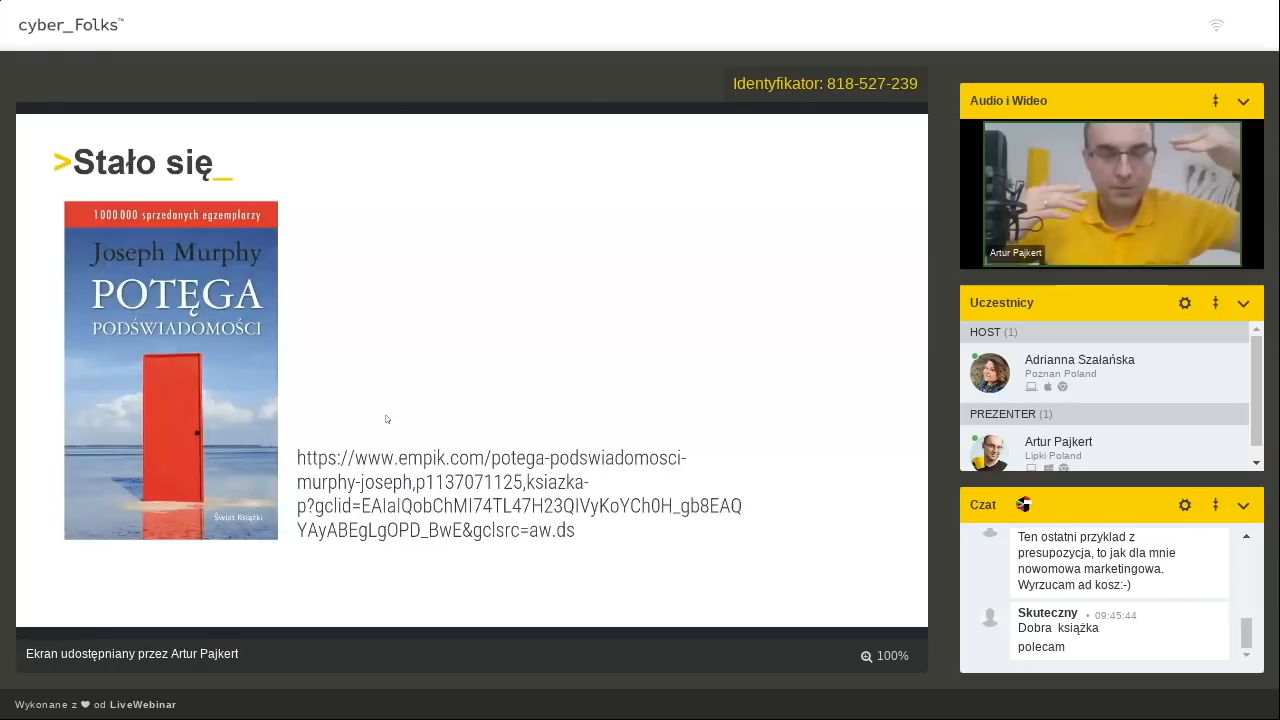 cyber_Folks™
Identyfikator: 818-527-239
>Stało się_
1 000 000 sprzedanych egzemplarzy
Joseph Murphy
POTĘGA
PODŚWIADOMOŚCI
Świat Książki
https://www.empik.com/potega-podswiadomosci-
murphy-joseph,p1137071125,ksiazka-
p?gclid=EAIaIQobChMI74TL47H23QIVyKoYCh0H_gb8EAQ
YAyABEgLgOPD_BwE&gclsrc=aw.ds
Ekran udostępniany przez Artur Pajkert
100%
Audio i Wideo
Artur Pajkert
Uczestnicy
HOST (1)
Adrianna Szałańska
Poznan Poland
PREZENTER (1)
Artur Pajkert
Lipki Poland
Czat
Ten ostatni przyklad z
presupozycja, to jak dla mnie
nowomowa marketingowa.
Wyrzucam ad kosz:-)
Skuteczny • 09:45:44
Dobra książka
polecam
Wykonane z ❤ od LiveWebinar